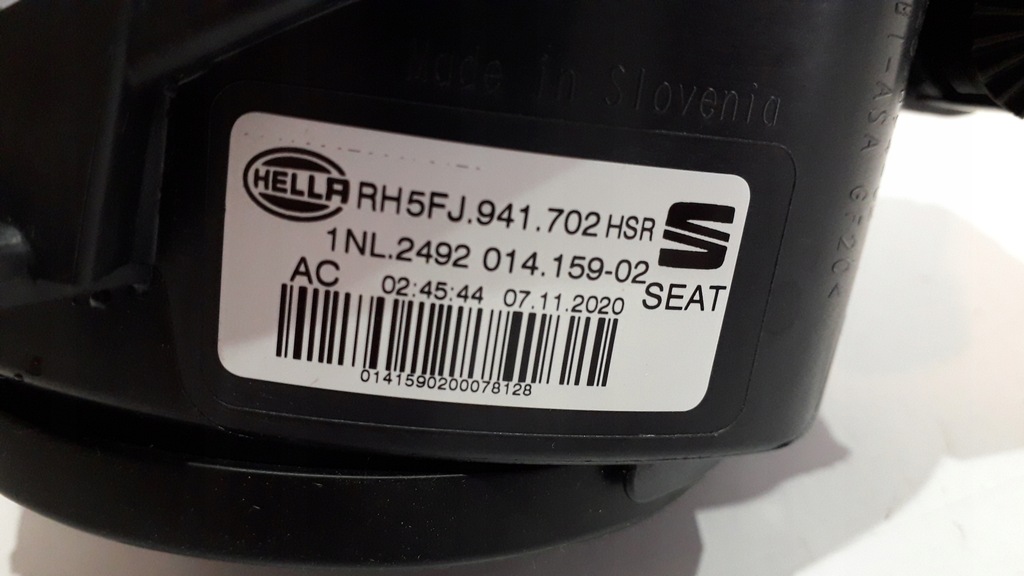 Made in Slovenia
HELLA RH5FJ.941.702 HSR
1NL.2492 014.159-02
AC 02:45:44 07.11.2020 SEAT
0141590200078128